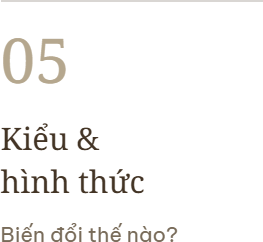 05
Kiểu &
hình thức
Biến đổi thế nào?